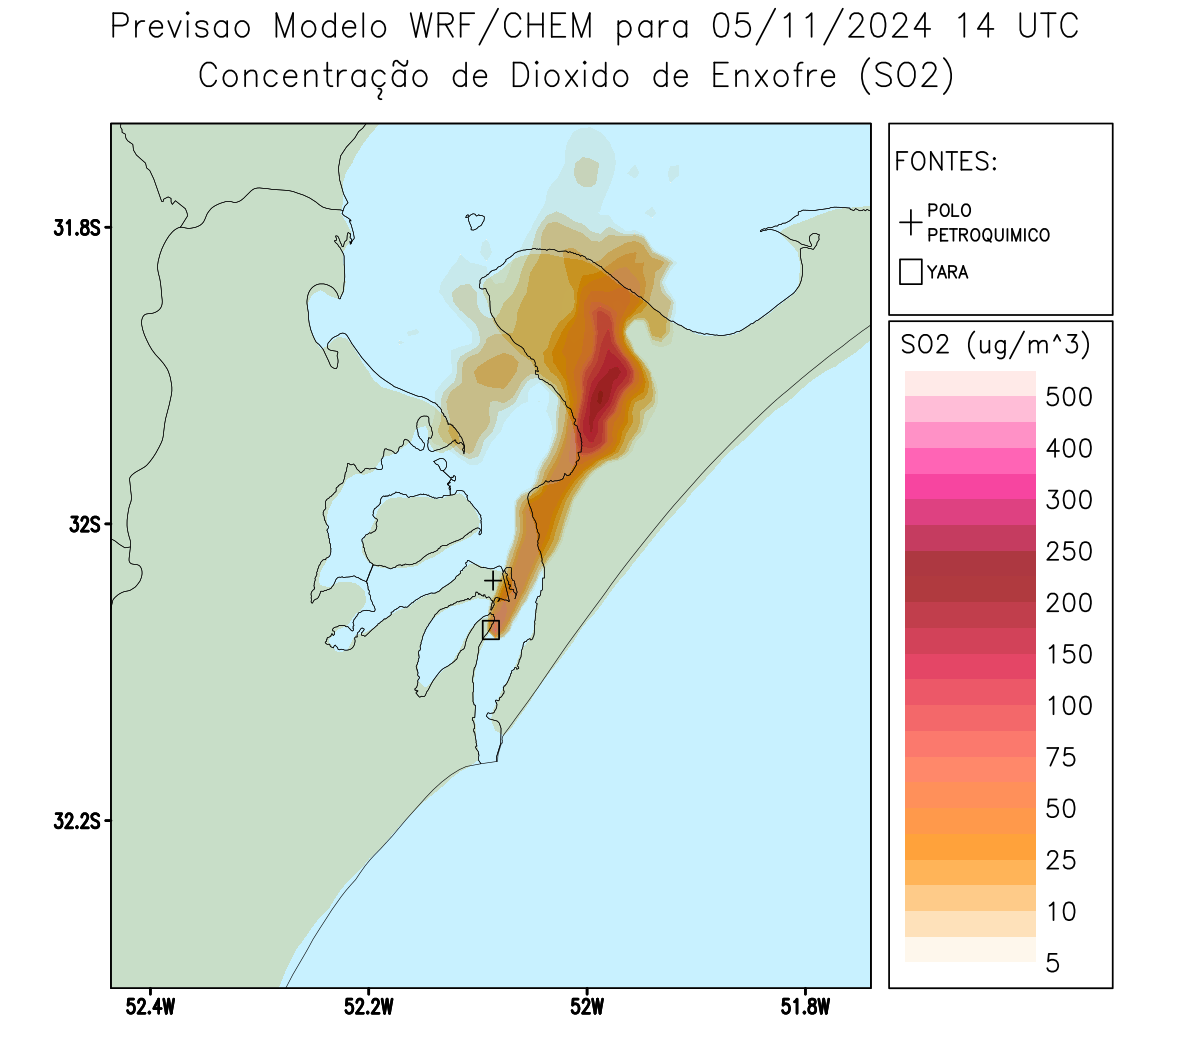 Previsao Modelo WRF/CHEM para 05/11/2024 14 UTC
Concentração de Dioxido de Enxofre (SO2)
FONTES:
POLO
PETROQUIMICO
YARA
SO2 (ug/m^3)
500
400
300
250
200
150
100
75
50
25
10
5
31.8S
32S
32.2S
52.4W
52.2W
52W
51.8W